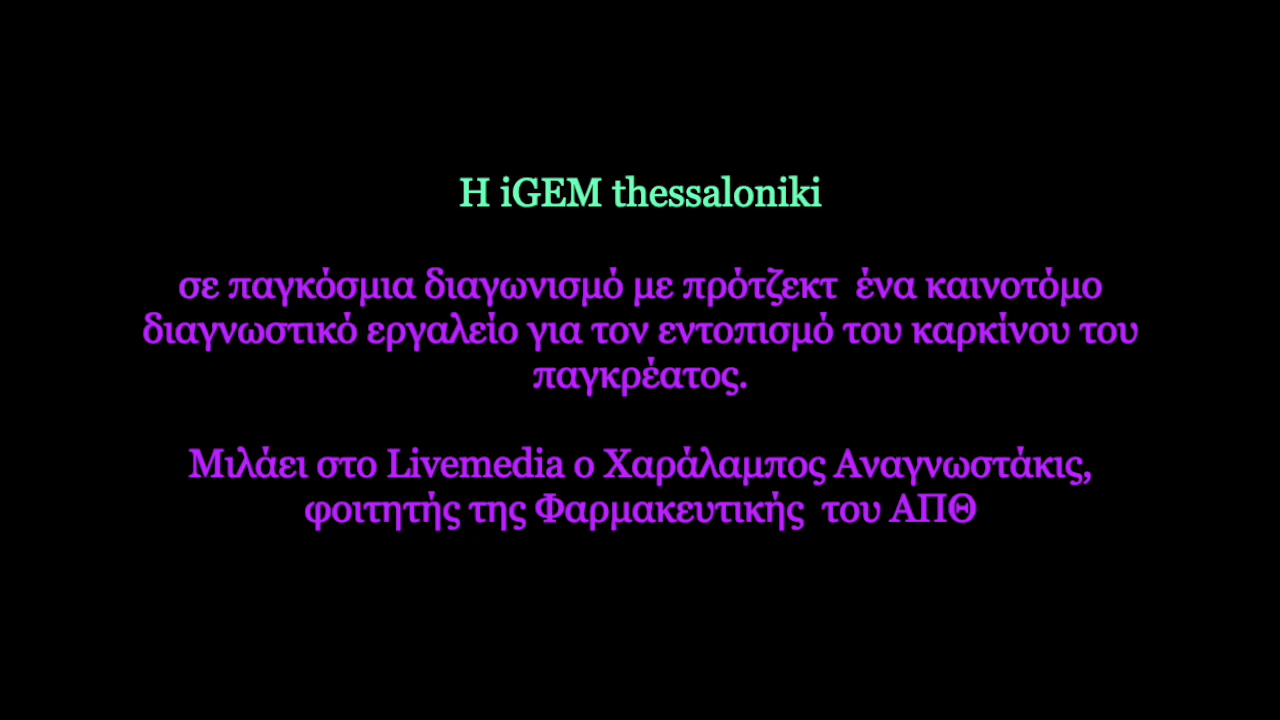 Η iGEM thessaloniki
σε παγκόσμια διαγωνισμό με πρότζεκτ  ένα καινοτόμο
διαγνωστικό εργαλείο για τον εντοπισμό του καρκίνου του
παγκρέατος.
Μιλάει στο Livemedia ο Χαράλαμπος Αναγνωστάκις,
φοιτητής της Φαρμακευτικής  του ΑΠΘ